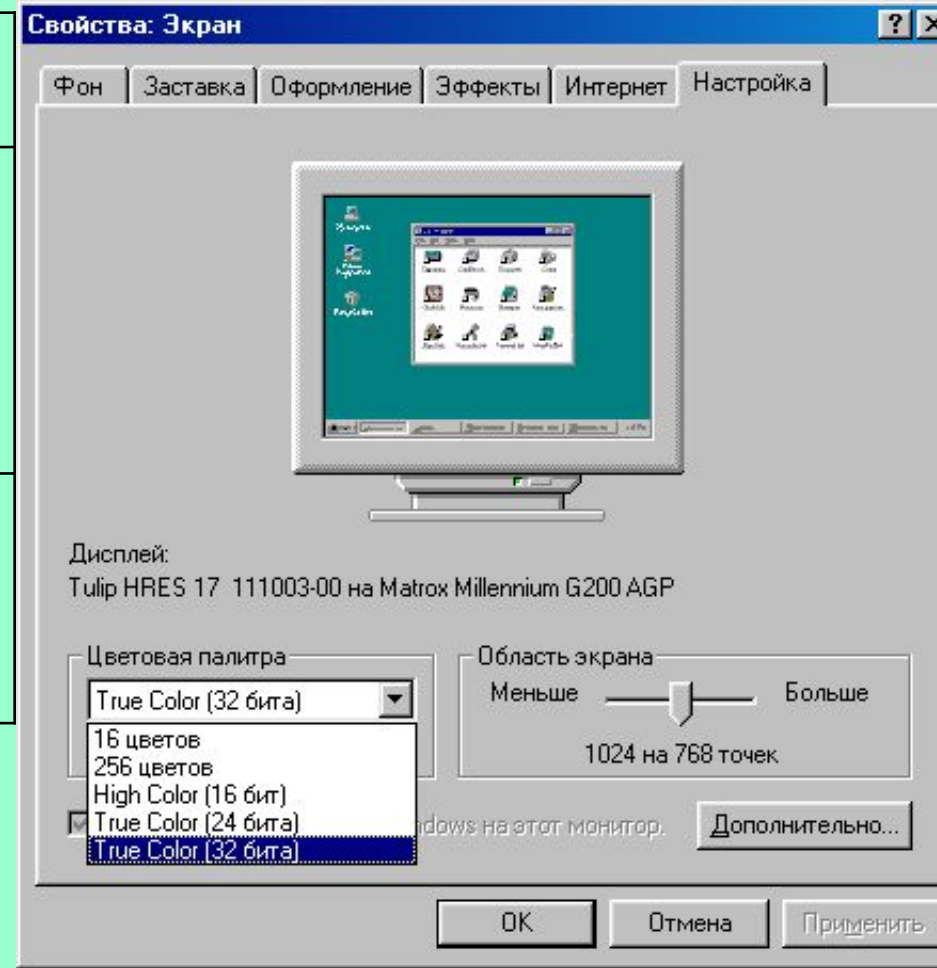 Свойства: Экран
Фон Заставка Оформление Эффекты Интернет Настройка
Дисплей:
Tulip HRES 17 111003-00 на Matrox Millennium G200 AGP
Цветовая палитра
True Color (32 бита)
16 цветов
256 цветов
High Color (16 бит)
True Color (24 бита)
True Color (32 бита)
Область экрана
Меньше Больше
1024 на 768 точек
dows на этот монитор.
Дополнительно...
OK Отмена Применить